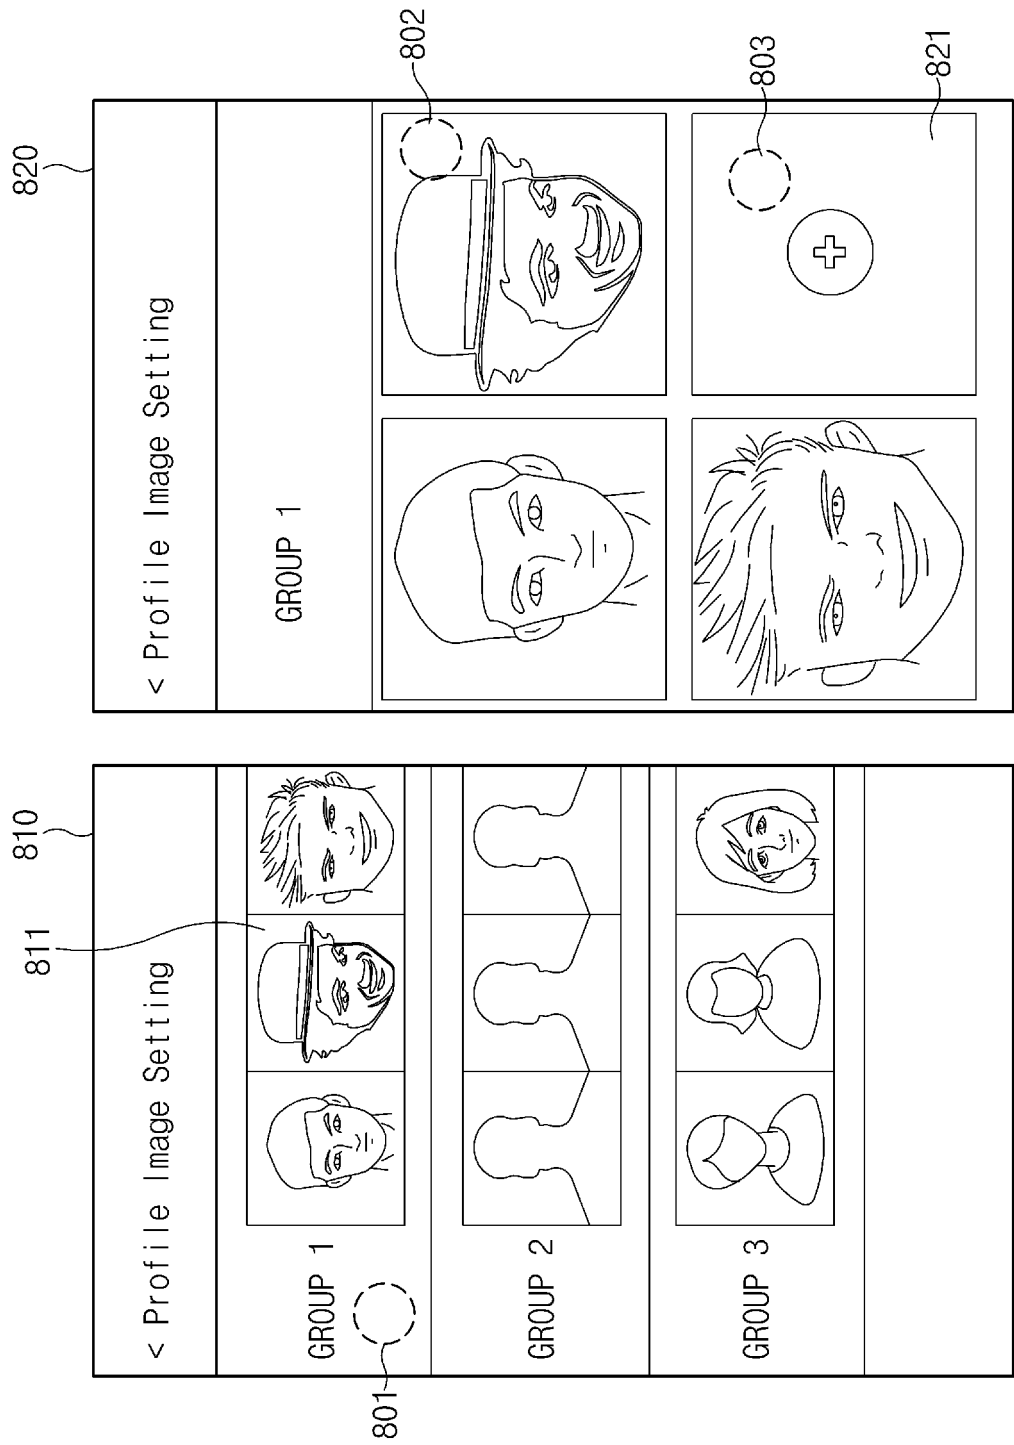 810
820
< Profile Image Setting
811
GROUP 1
801
GROUP 2
GROUP 3
< Profile Image Setting
GROUP 1
802
803
821